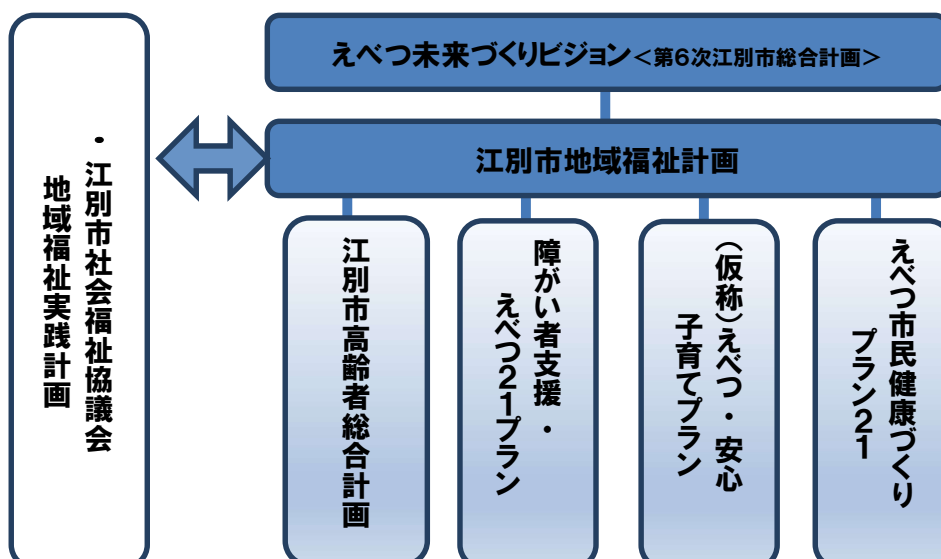 えべつ未来づくりビジョン<第6次江別市総合計画>
江別市地域福祉計画
・江別市社会福祉協議会
地域福祉実践計画
江別市高齢者総合計画
障がい者支援・
えべつ21プラン
(仮称)えべつ・安心
子育てプラン
えべつ市民健康づくり
プラン21